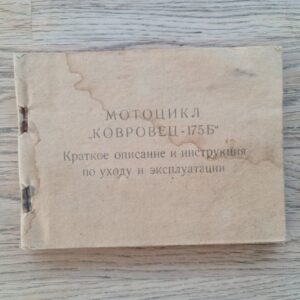 МОТОЦИКЛ
„КОВРОВЕЦ-175Б“
Краткое описание и инструкция
по уходу и эксплуатации